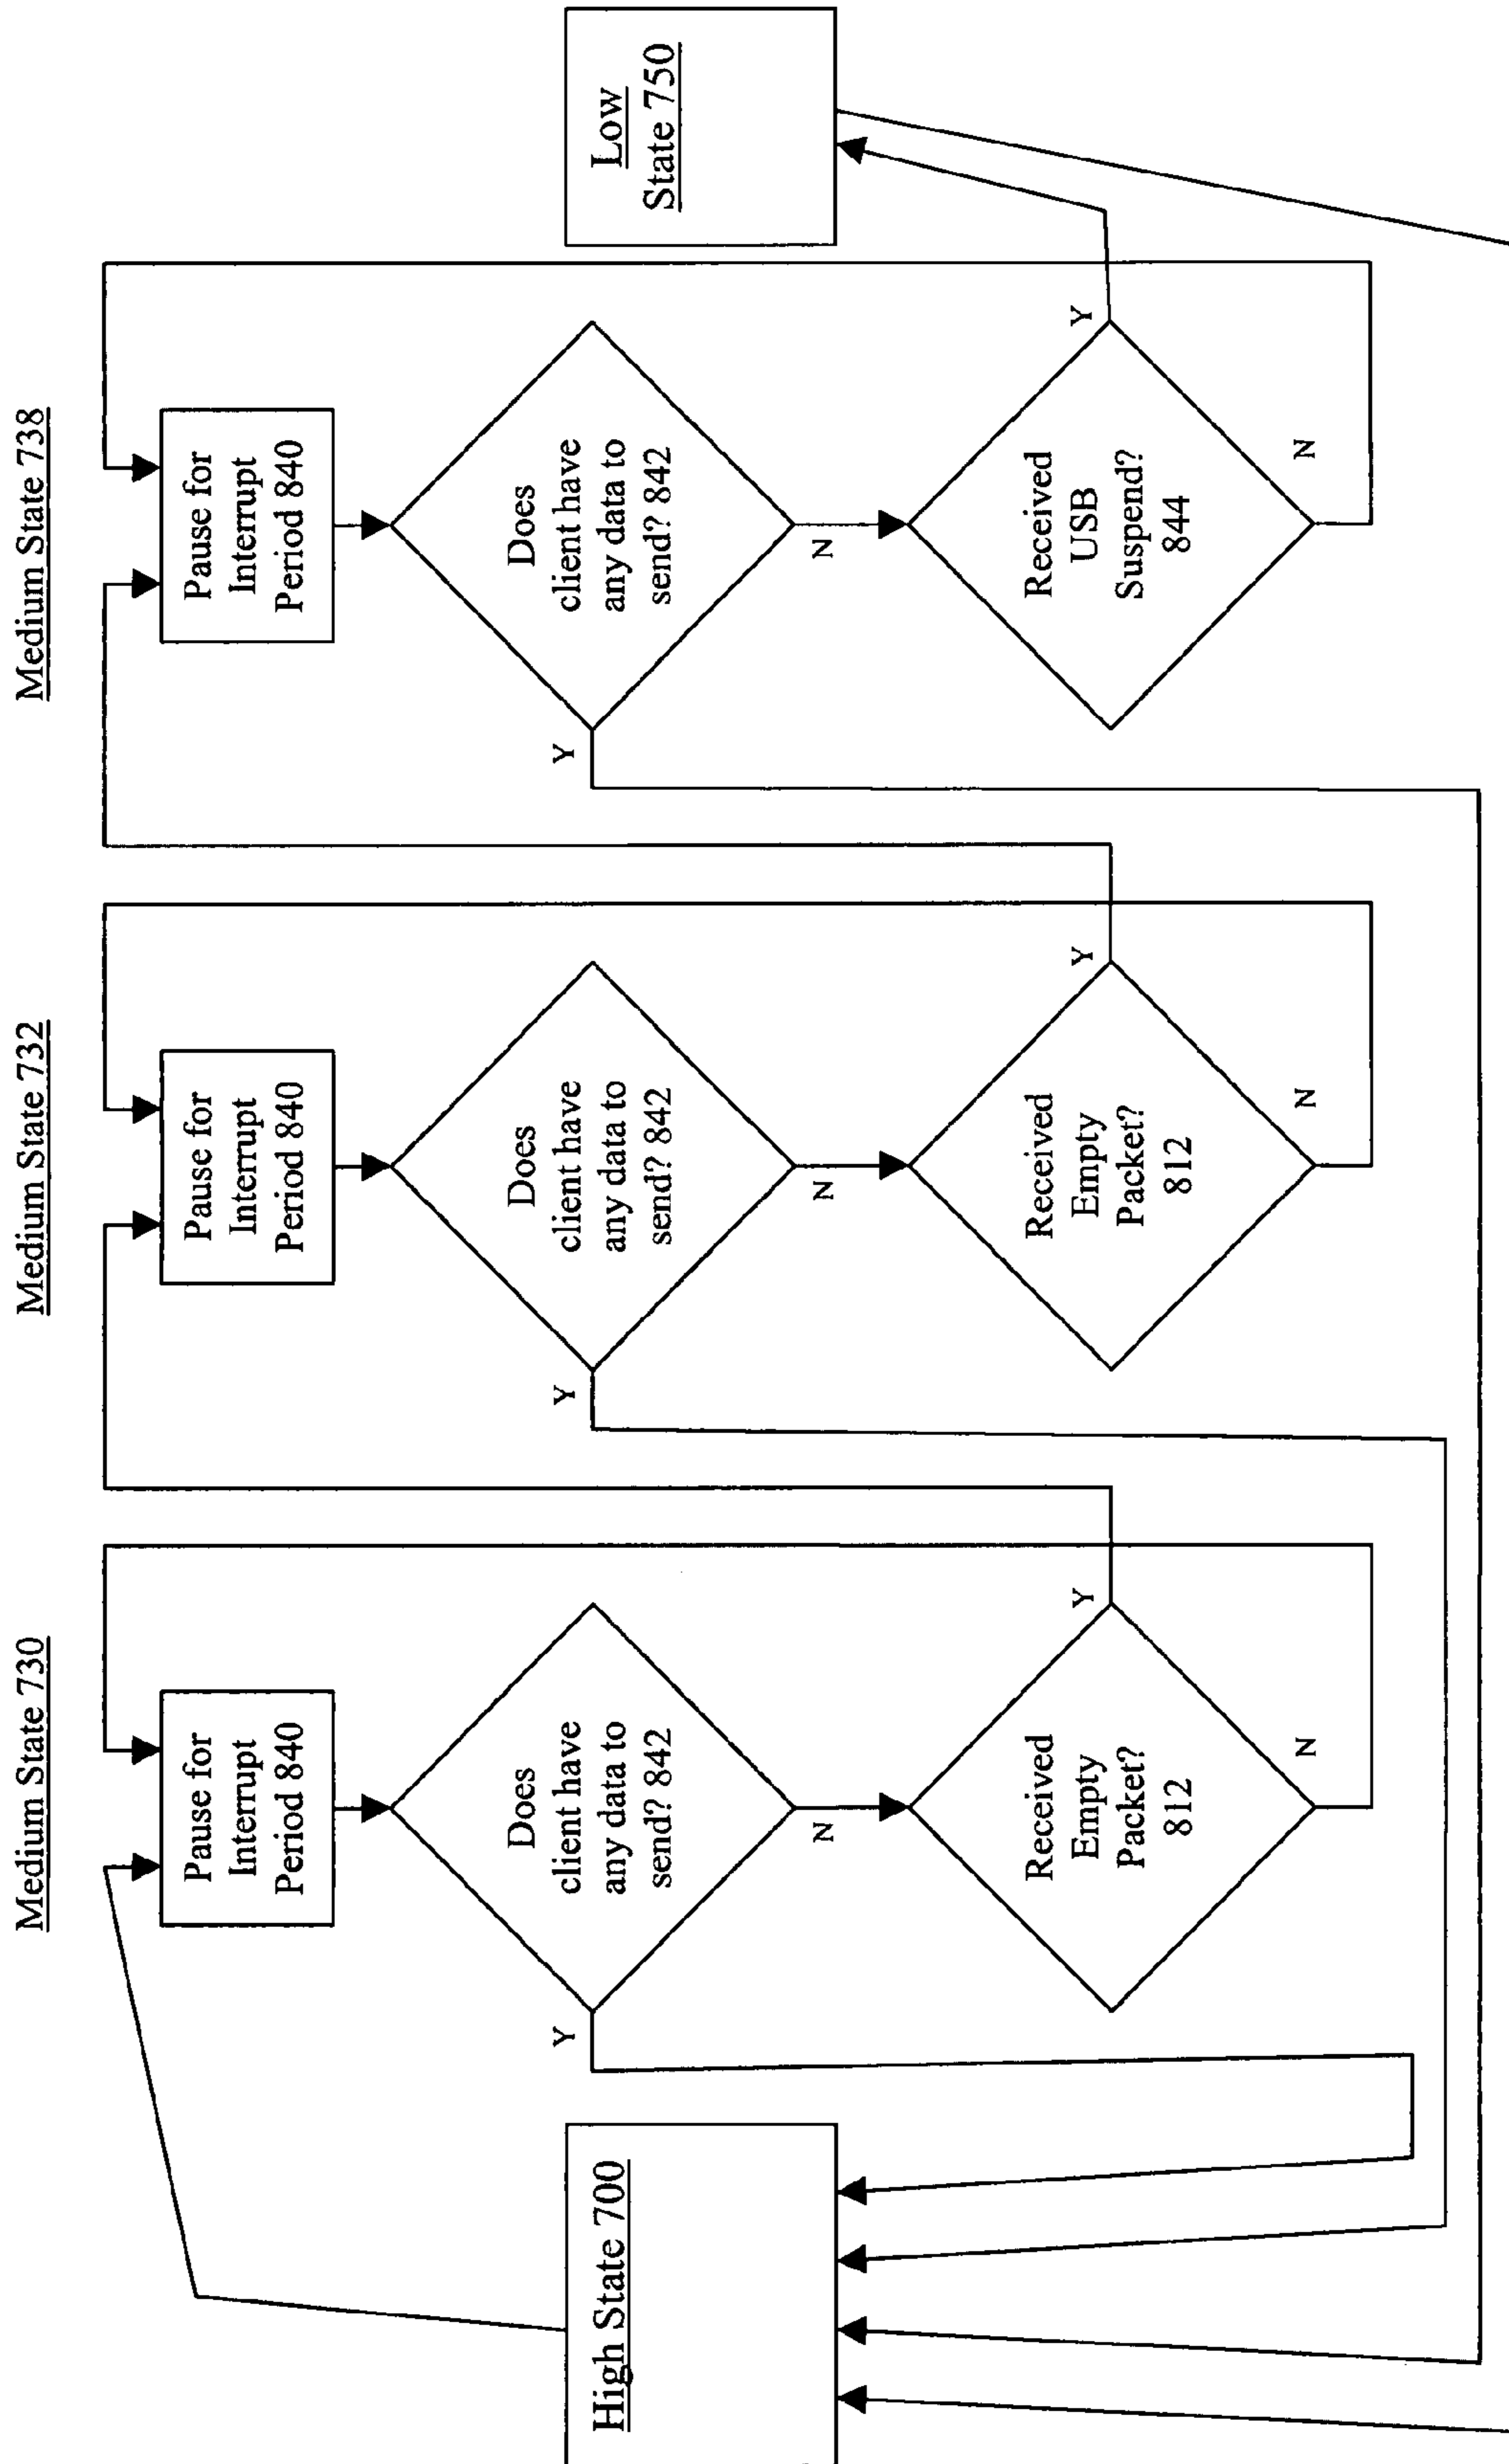 Medium State 730
Medium State 732
Medium State 738
High State 700
Pause for
Interrupt
Period 840
Does
client have
any data to
send? 842
Y
N
Received
Empty
Packet?
812
Y
N
Pause for
Interrupt
Period 840
Does
client have
any data to
send? 842
Y
N
Received
Empty
Packet?
812
Y
N
Pause for
Interrupt
Period 840
Does
client have
any data to
send? 842
Y
N
Received
USB
Suspend?
844
Y
N
Low
State 750